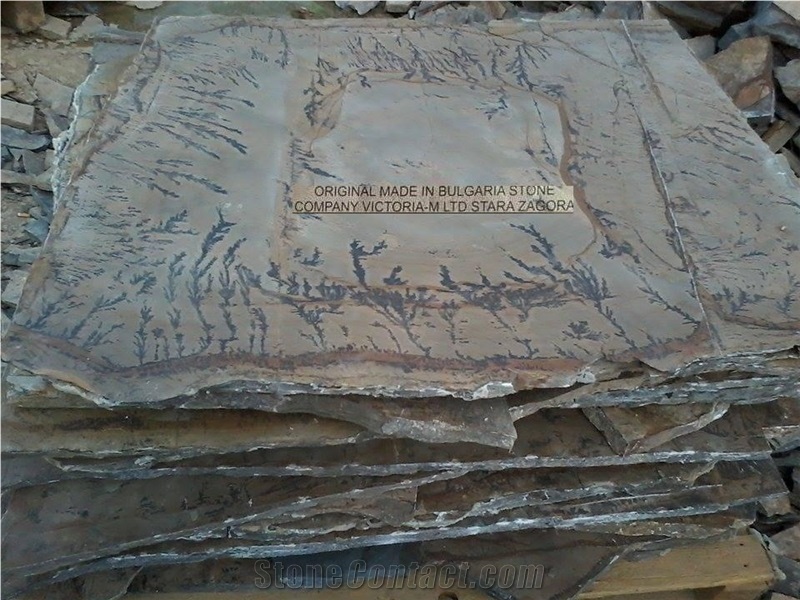 ORIGINAL MADE IN BULGARIA STONE
COMPANY VICTORIA-M LTD STARA ZAGORA
StoneContact.com